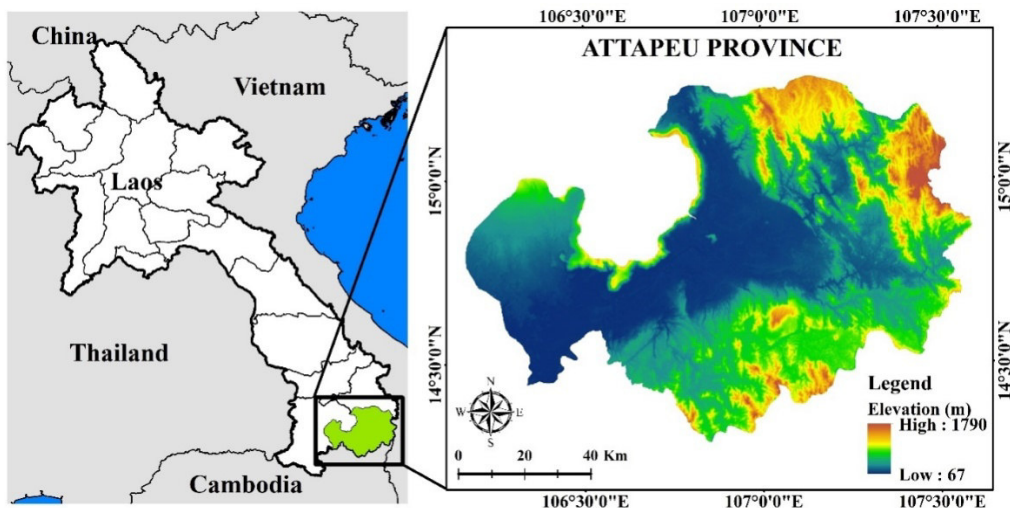 China
Vietnam
Laos
Thailand
Cambodia
106°30'0"E
107°0'0"E
107°30'0"E
ATTAPEU PROVINCE
15°0'0"N
14°30'0"N
15°0'0"N
14°30'0"N
N
W
E
S
0
20
40 Km
Legend
Elevation (m)
High : 1790
Low : 67
106°30'0"E
107°0'0"E
107°30'0"E